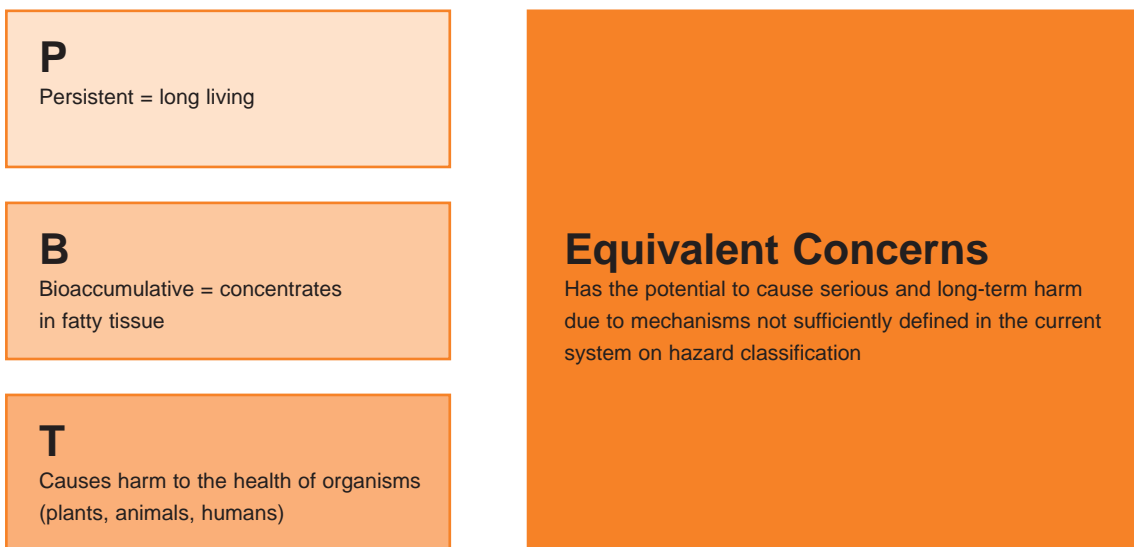 P
Persistent = long living
B
Bioaccumulative = concentrates
in fatty tissue
T
Causes harm to the health of organisms
(plants, animals, humans)
Equivalent Concerns
Has the potential to cause serious and long-term harm
due to mechanisms not sufficiently defined in the current
system on hazard classification